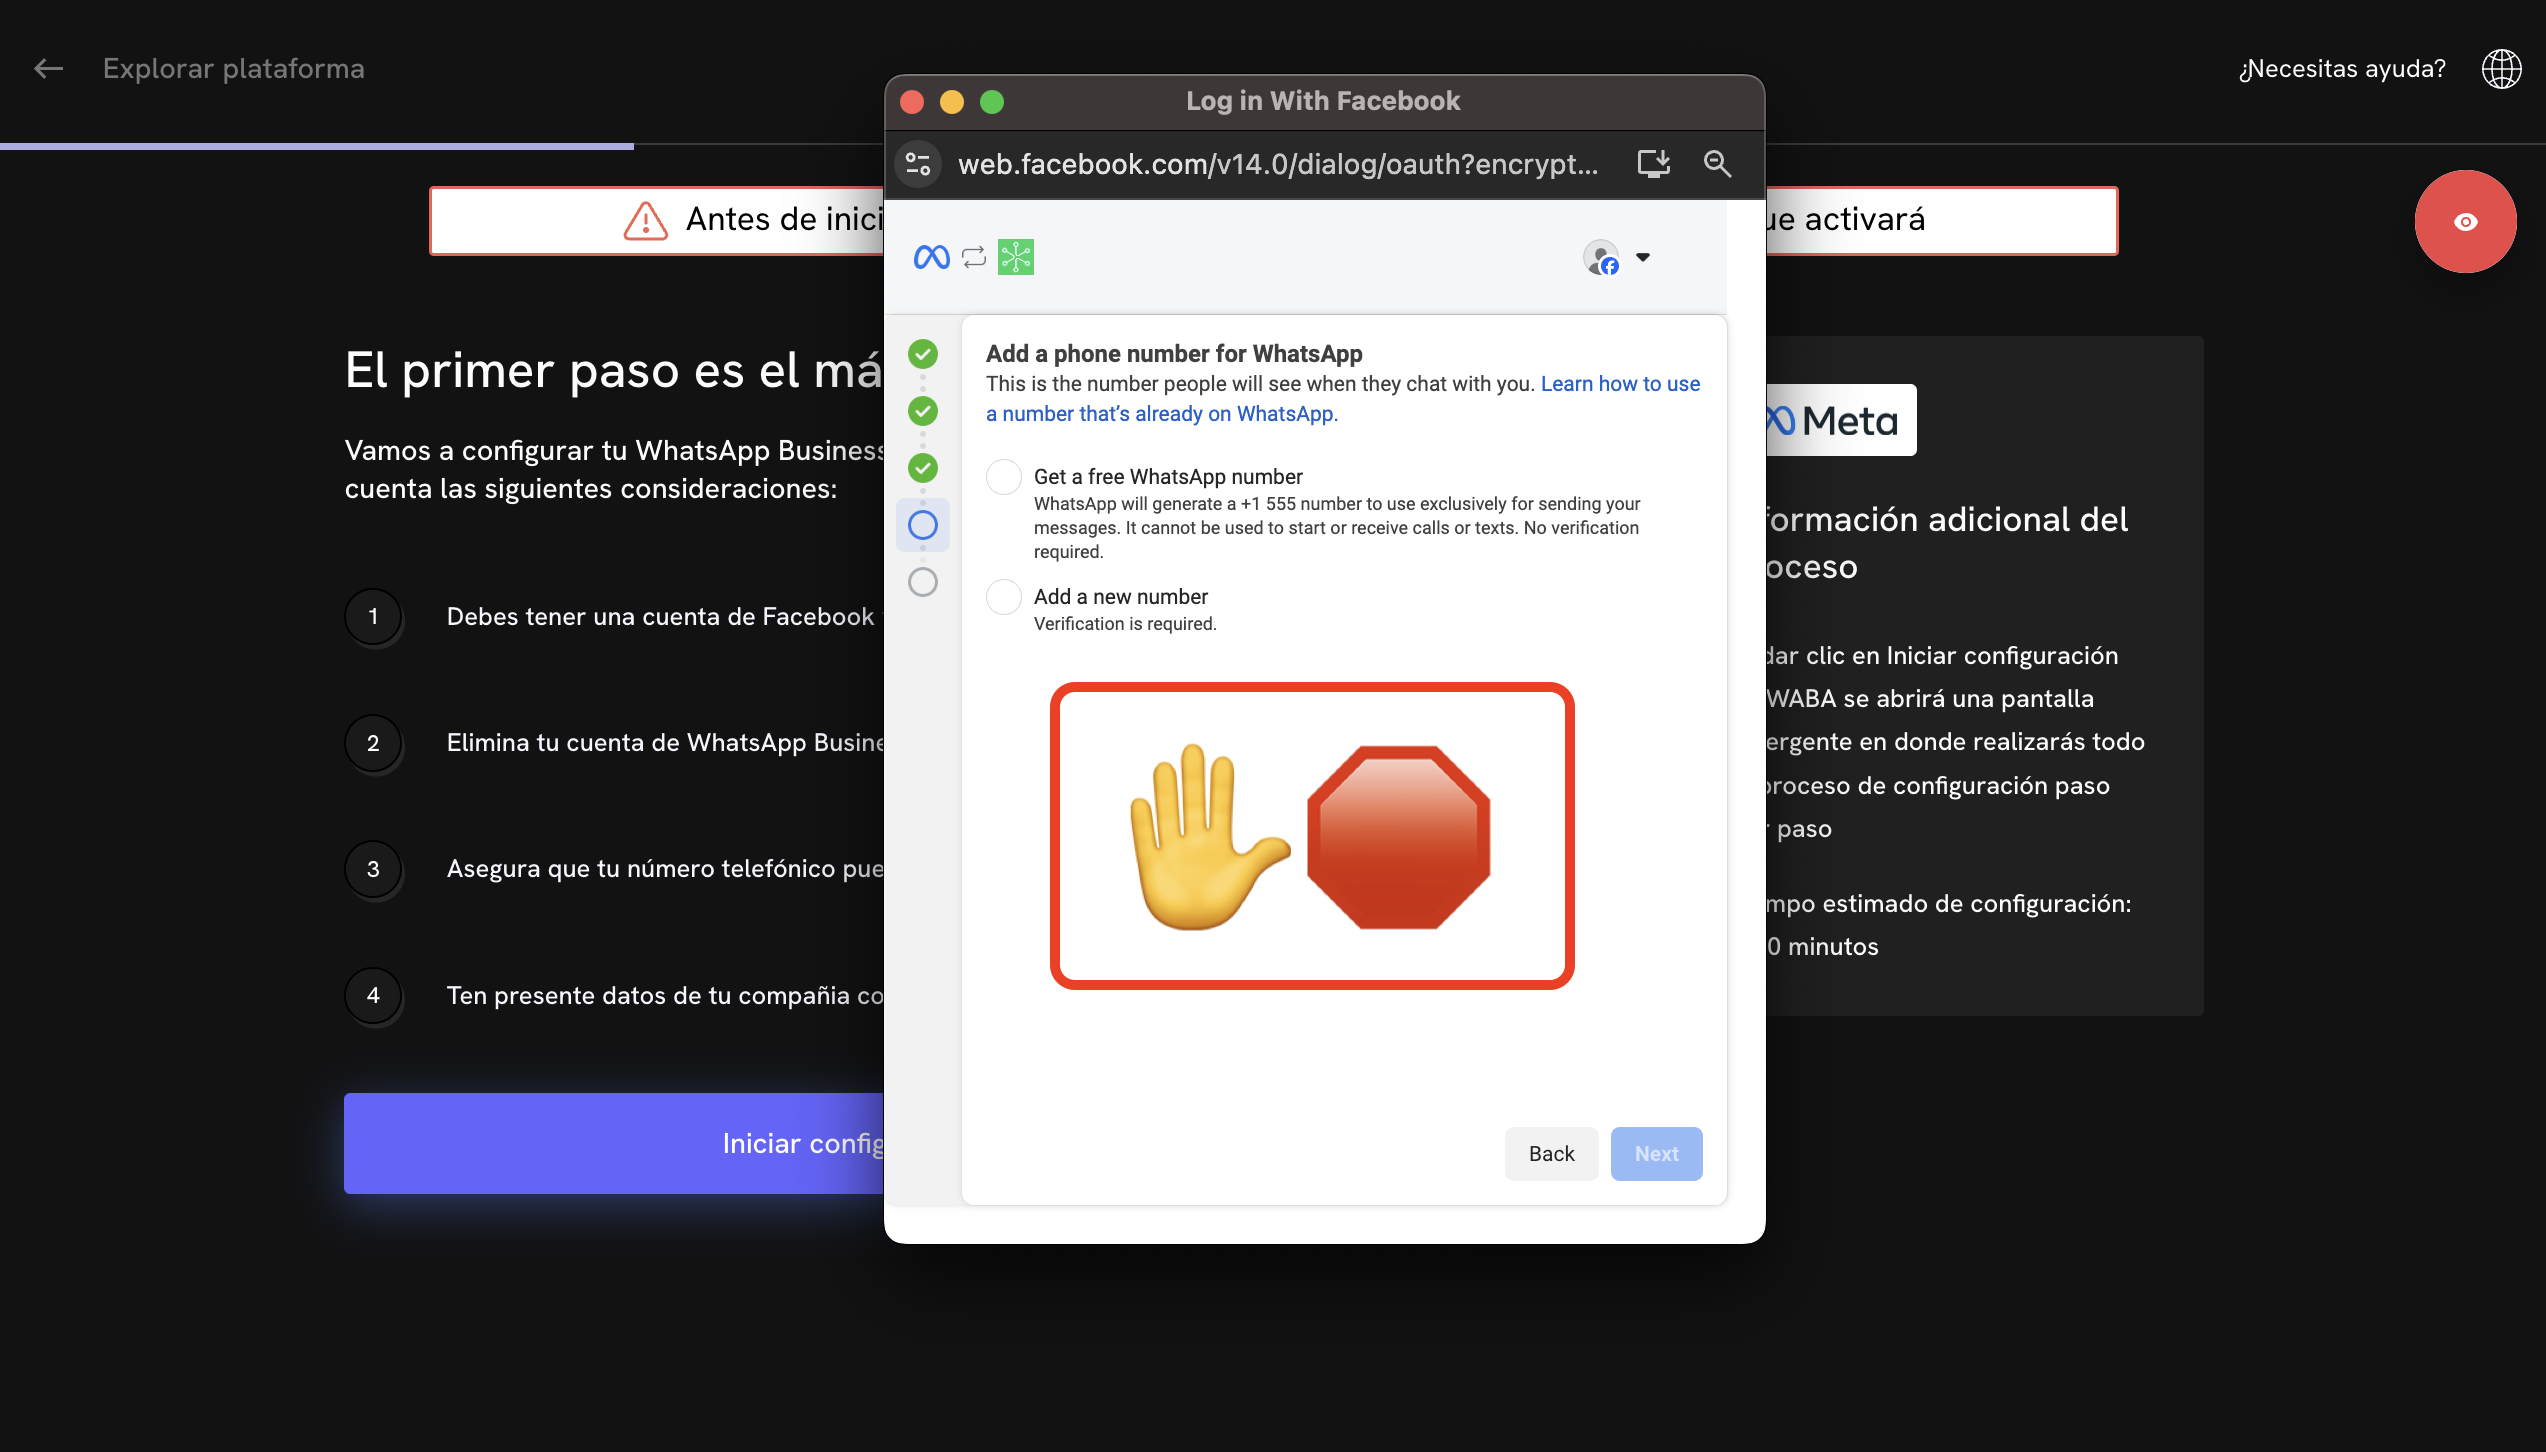 Explorar plataforma
¿Necesitas ayuda?
Log in With Facebook
web.facebook.com/v14.0/dialog/oauth?encrypt...
Antes de
ue activará
El primer paso es el
Vamos a configurar tu WhatsApp Business
cuenta las siguientes consideraciones:
1
Debes tener una cuenta de Facebook
2
Elimina tu cuenta de WhatsApp
3
Asegura que tu número telefónico
4
Ten presente datos de tu compañia
Iniciar
Add a phone number for WhatsApp
This is the number people will see when they chat with you. Learn how to use
a number that's already on WhatsApp.
Get a free WhatsApp number
WhatsApp will generate a +1 555 number to use exclusively for sending your
messages. It cannot be used to start or receive calls or texts. No verification
required.
Add a new number
Verification is required.
Back
Next
Meta
formación adicional del
oceso
dar clic en Iniciar configuración
WABA se abrirá una pantalla
ergente en donde realizarás todo
proceso de configuración paso
paso
mpo estimado de configuración:
0 minutos